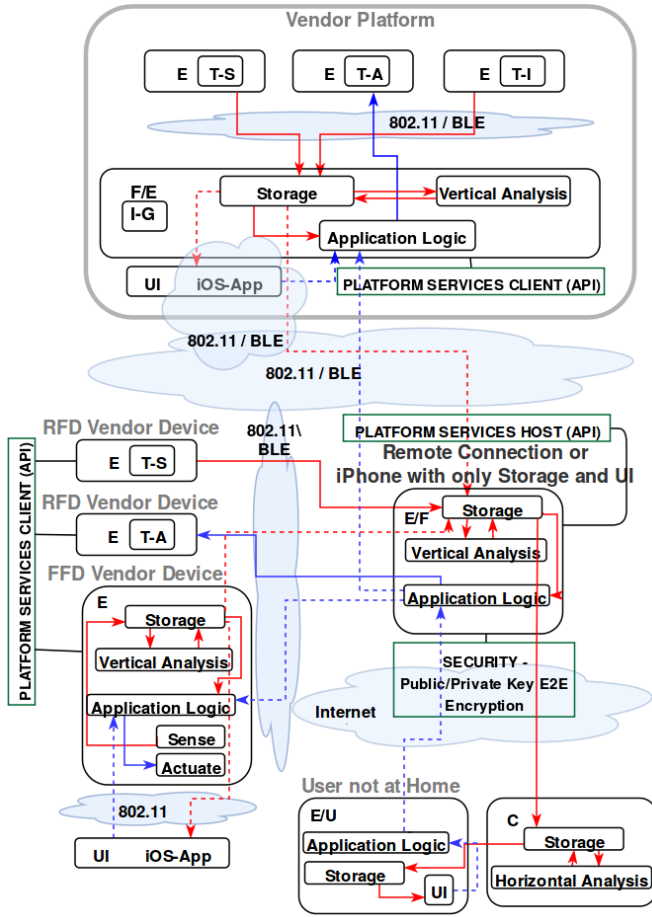 Vendor Platform
E T-S
E T-A
E T-I
802.11 / BLE
F/E
I-G
Storage
Vertical Analysis
Application Logic
UI iOS-App
PLATFORM SERVICES CLIENT (API)
802.11 / BLE
802.11 / BLE
RFD Vendor Device
802.11\
BLE
E T-S
PLATFORM SERVICES HOST (API)
Remote Connection or
iPhone with only Storage and UI
PLATFORM SERVICES CLIENT (API)
RFD Vendor Device
E T-A
E/F
Storage
Vertical Analysis
Application Logic
FFD Vendor Device
E
Storage
Vertical Analysis
Application Logic
Sense
Actuate
SECURITY -
Public/Private Key E2E
Encryption
Internet
802.11
UI iOS-App
User not at Home
E/U
Application Logic
Storage
UI
C
Storage
Horizontal Analysis